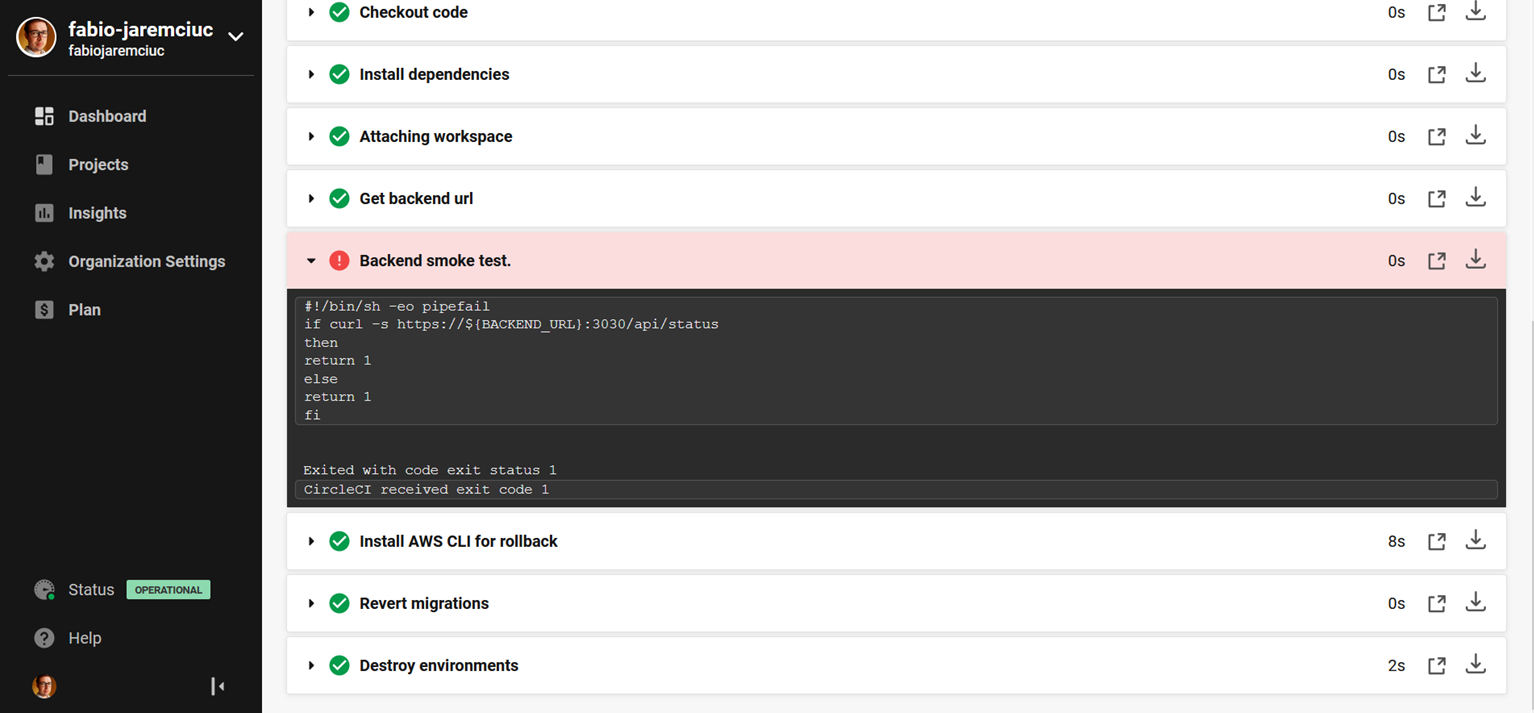 fabio-jaremciuc
fabiojaremciuc
Dashboard
Projects
Insights
Organization Settings
Plan
Status OPERATIONAL
Help
Checkout code 0s
Install dependencies 0s
Attaching workspace 0s
Get backend url 0s
Backend smoke test. 0s
#!/bin/sh -eo pipefail
if curl -s https://${BACKEND_URL}:3030/api/status
then
return 1
else
return 1
fi
Exited with code exit status 1
CircleCI received exit code 1
Install AWS CLI for rollback 8s
Revert migrations 0s
Destroy environments 2s